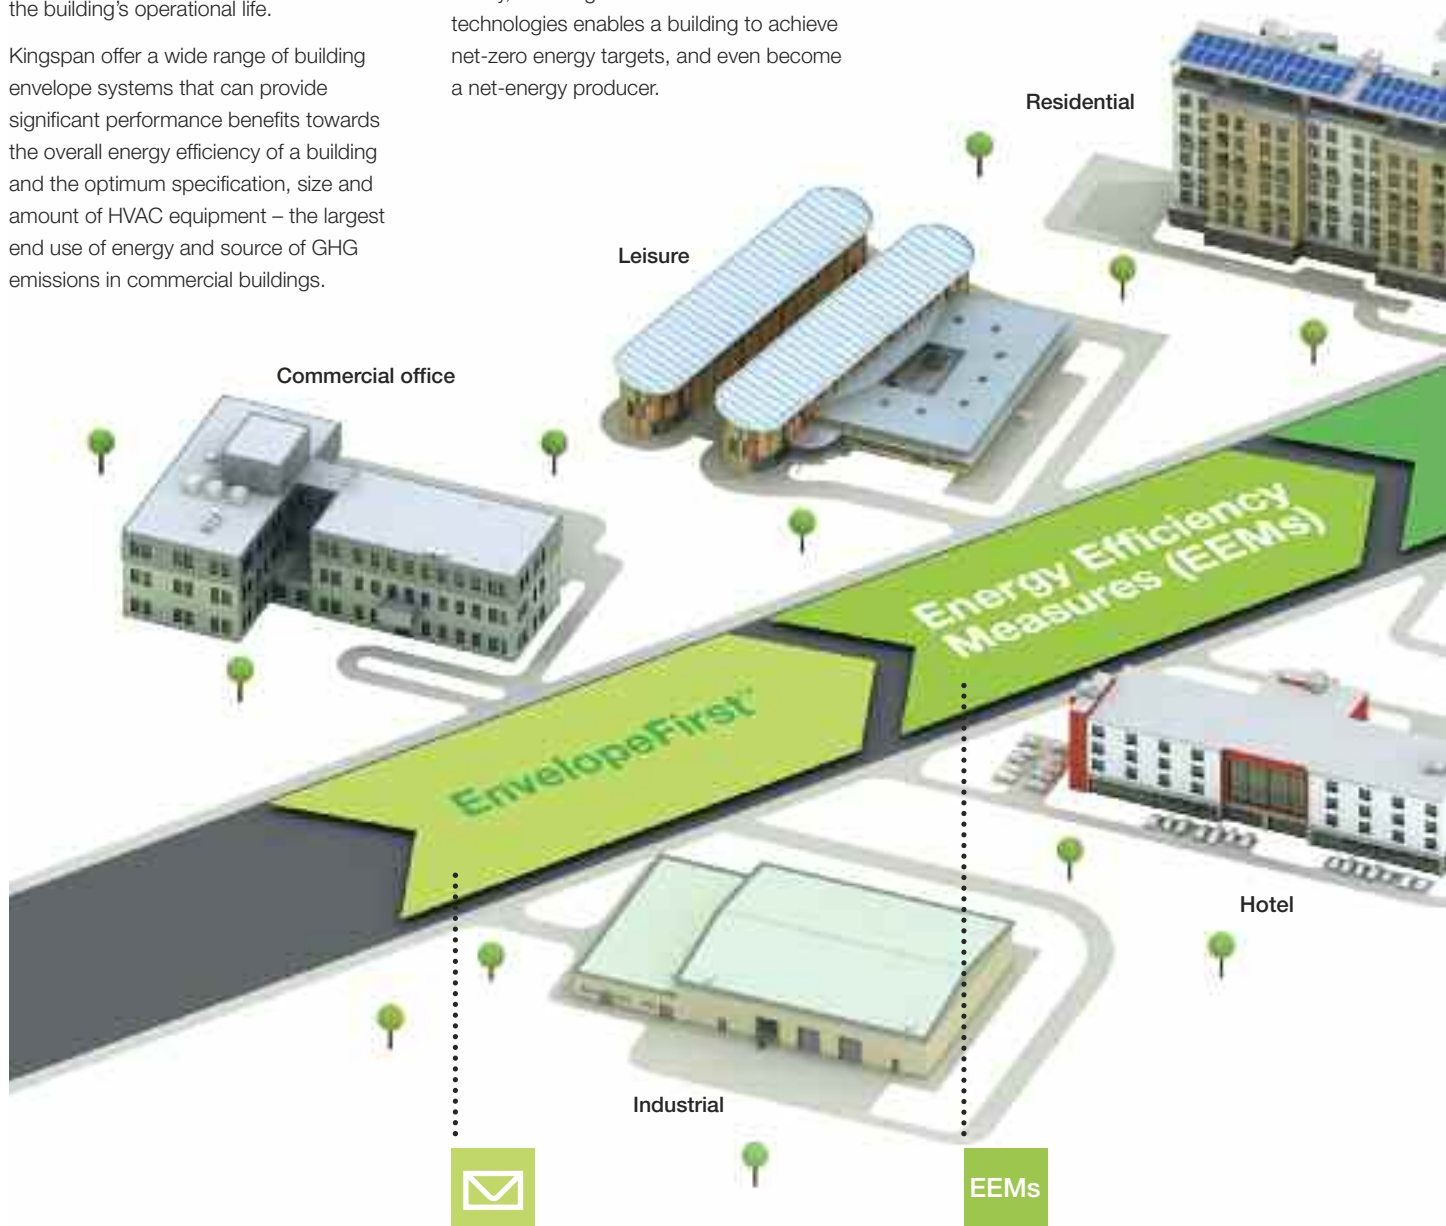 the building's operational life.
Kingspan offer a wide range of building
envelope systems that can provide
significant performance benefits towards
the overall energy efficiency of a building
and the optimum specification, size and
amount of HVAC equipment – the largest
end use of energy and source of GHG
emissions in commercial buildings.
technologies enables a building to achieve
net-zero energy targets, and even become
a net-energy producer.
Residential
Leisure
Commercial office
Energy Efficiency
Measures (EEMs)
EnvelopeFirst™
Hotel
Industrial
EEMs